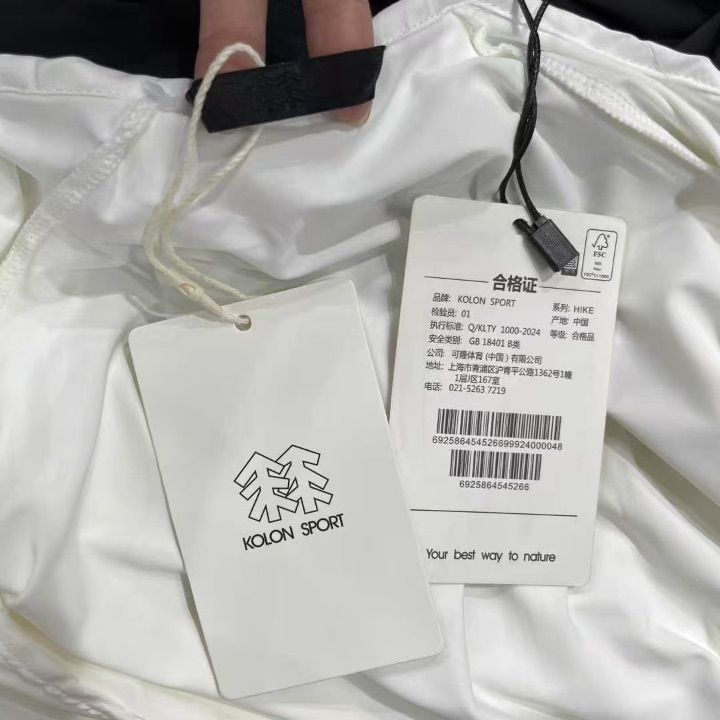 KOLON SPORT
FSC
合格证
品牌: KOLON SPORT 系列: HIKE
检验员: 01 产地: 中国
执行标准: Q/KLTY 1000-2024 等级: 合格品
安全类别: GB 18401 B类
公司: 可隆体育(中国)有限公司
地址: 上海市青浦区沪青平公路1362号1幢
1层J区167室
电话: 021-5263 7219
692586454526699924000048
6925864545266
Your best way to nature